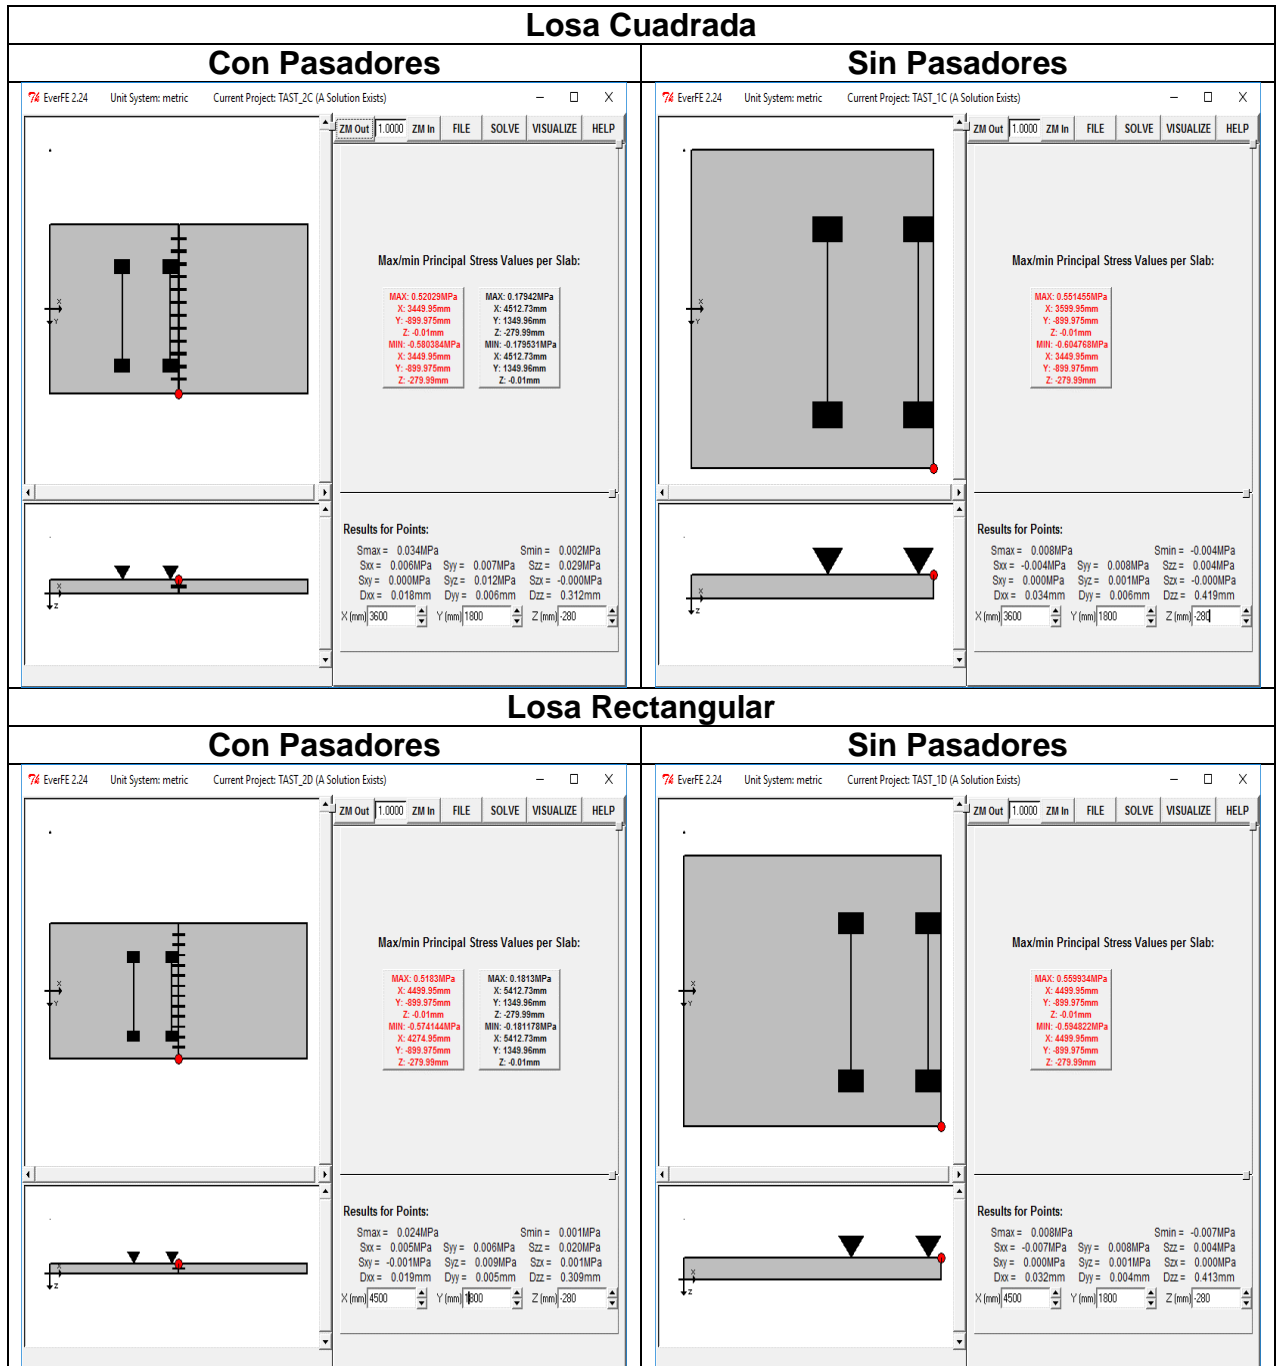 Losa Cuadrada
Con Pasadores
Sin Pasadores
EverFE 2.24 Unit System: metric Current Project: TAST_2C (A Solution Exists)
ZM Out 1.0000 ZM In FILE SOLVE VISUALIZE HELP
X
Y
Max/min Principal Stress Values per Slab:
MAX: 0.52029MPa
X: 3449.95mm
Y: -899.975mm
Z: -0.01mm
MIN: -0.580384MPa
X: 3449.95mm
Y: -899.975mm
Z: -279.99mm
MAX: 0.17942MPa
X: 4512.73mm
Y: 1349.96mm
Z: -279.99mm
MIN: -0.179531MPa
X: 4512.73mm
Y: 1349.96mm
Z: -0.01mm
X
Z
Results for Points:
Smax = 0.034MPa Smin = 0.002MPa
Sxx = 0.006MPa Syy = 0.007MPa Szz = 0.029MPa
Sxy = 0.000MPa Syz = 0.012MPa Szx = -0.000MPa
Dxx = 0.018mm Dyy = 0.006mm Dzz = 0.312mm
X (mm) 3600 Y (mm) 1800 Z (mm) -280
EverFE 2.24 Unit System: metric Current Project: TAST_1C (A Solution Exists)
ZM Out 1.0000 ZM In FILE SOLVE VISUALIZE HELP
X
Y
Max/min Principal Stress Values per Slab:
MAX: 0.551455MPa
X: 3599.95mm
Y: -899.975mm
Z: -0.01mm
MIN: -0.604768MPa
X: 3449.95mm
Y: -899.975mm
Z: -279.99mm
X
Z
Results for Points:
Smax = 0.008MPa Smin = -0.004MPa
Sxx = -0.004MPa Syy = 0.008MPa Szz = 0.004MPa
Sxy = 0.000MPa Syz = 0.001MPa Szx = -0.000MPa
Dxx = 0.034mm Dyy = 0.006mm Dzz = 0.419mm
X (mm) 3600 Y (mm) 1800 Z (mm) -280
Losa Rectangular
Con Pasadores
Sin Pasadores
EverFE 2.24 Unit System: metric Current Project: TAST_2D (A Solution Exists)
ZM Out 1.0000 ZM In FILE SOLVE VISUALIZE HELP
X
Y
Max/min Principal Stress Values per Slab:
MAX: 0.5183MPa
X: 4499.95mm
Y: -899.975mm
Z: -0.01mm
MIN: -0.574144MPa
X: 4274.95mm
Y: -899.975mm
Z: -279.99mm
MAX: 0.1813MPa
X: 5412.73mm
Y: 1349.96mm
Z: -279.99mm
MIN: -0.181178MPa
X: 5412.73mm
Y: 1349.96mm
Z: -0.01mm
X
Z
Results for Points:
Smax = 0.024MPa Smin = 0.001MPa
Sxx = 0.005MPa Syy = 0.006MPa Szz = 0.020MPa
Sxy = -0.001MPa Syz = 0.009MPa Szx = 0.001MPa
Dxx = 0.019mm Dyy = 0.005mm Dzz = 0.309mm
X (mm) 4500 Y (mm) 1800 Z (mm) -280
EverFE 2.24 Unit System: metric Current Project: TAST_1D (A Solution Exists)
ZM Out 1.0000 ZM In FILE SOLVE VISUALIZE HELP
X
Y
Max/min Principal Stress Values per Slab:
MAX: 0.559934MPa
X: 4499.95mm
Y: -899.975mm
Z: -0.01mm
MIN: -0.594822MPa
X: 4499.95mm
Y: -899.975mm
Z: -279.99mm
X
Z
Results for Points:
Smax = 0.008MPa Smin = -0.007MPa
Sxx = -0.007MPa Syy = 0.008MPa Szz = 0.004MPa
Sxy = 0.000MPa Syz = 0.001MPa Szx = 0.000MPa
Dxx = 0.032mm Dyy = 0.004mm Dzz = 0.413mm
X (mm) 4500 Y (mm) 1800 Z (mm) -280